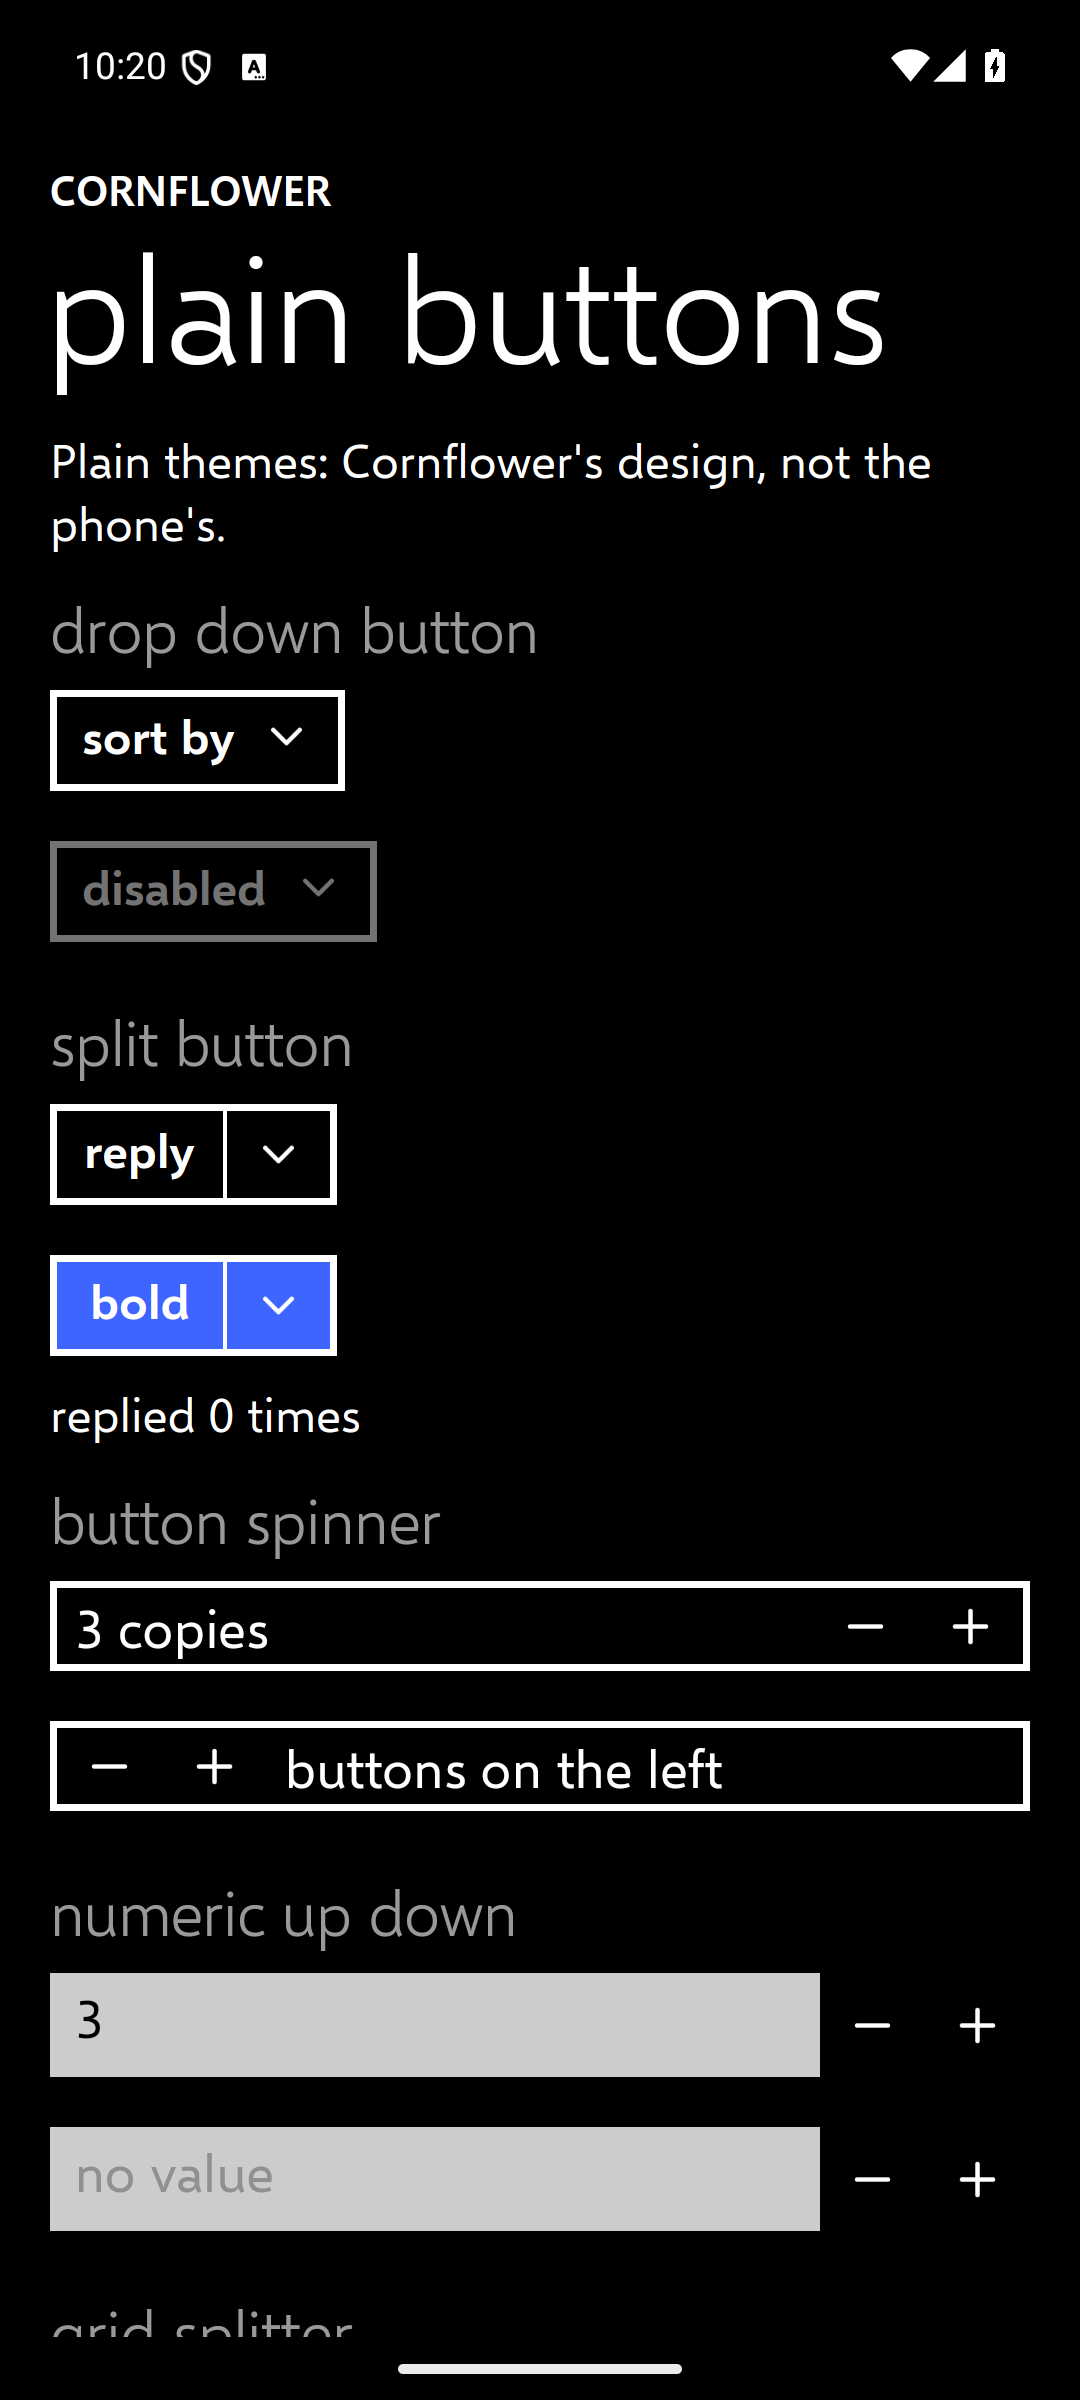 10:20
CORNFLOWER
plain buttons
Plain themes: Cornflower's design, not the
phone's.
drop down button
sort by
disabled
split button
reply
bold
replied 0 times
button spinner
3 copies
buttons on the left
numeric up down
3
no value
grid splitter